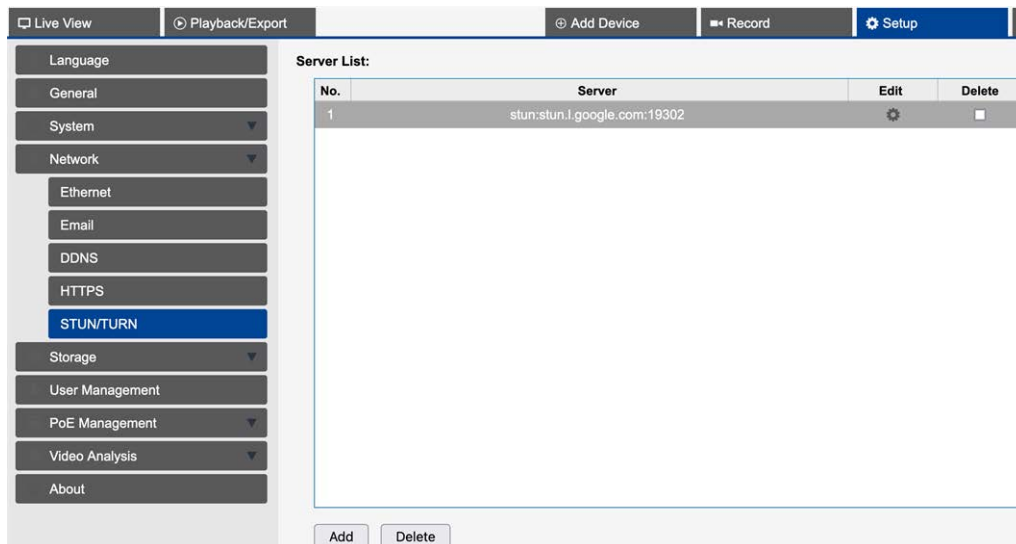 Live View Playback/Export Add Device Record Setup
Language
General
System
Network
Ethernet
Email
DDNS
HTTPS
STUN/TURN
Storage
User Management
PoE Management
Video Analysis
About
Server List:
No. Server Edit Delete
1 stun:stun.l.google.com:19302
Add Delete